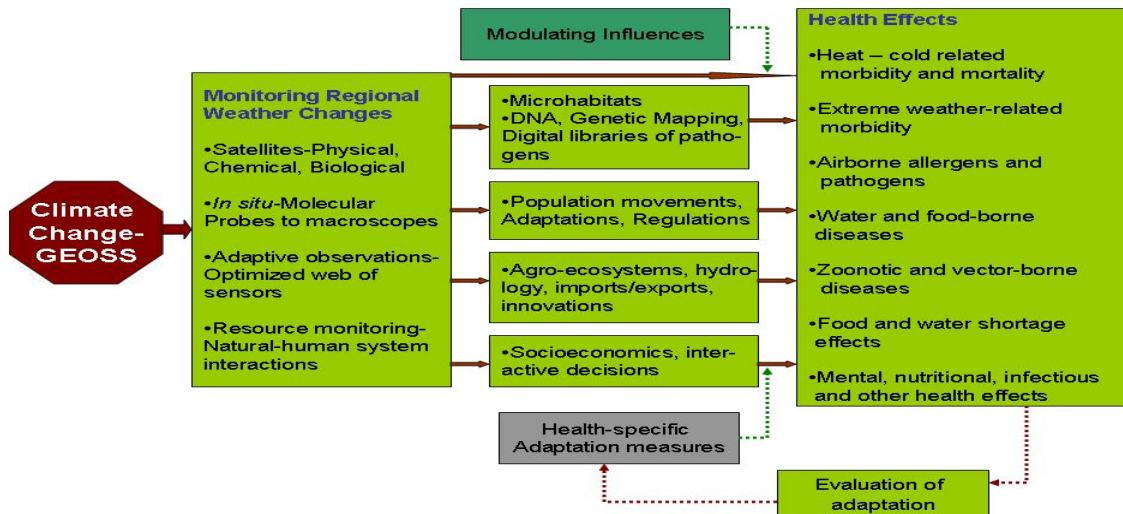 Climate
Change-
GEOSS
Monitoring Regional
Weather Changes
•Satellites-Physical,
Chemical, Biological
•In situ-Molecular
Probes to macroscopes
•Adaptive observations-
Optimized web of
sensors
•Resource monitoring-
Natural-human system
interactions
Modulating Influences
•Microhabitats
•DNA, Genetic Mapping,
Digital libraries of patho-
gens
•Population movements,
Adaptations, Regulations
•Agro-ecosystems, hydro-
logy, imports/exports,
innovations
•Socioeconomics, inter-
active decisions
Health-specific
Adaptation measures
Health Effects
•Heat – cold related
morbidity and mortality
•Extreme weather-related
morbidity
•Airborne allergens and
pathogens
•Water and food-borne
diseases
•Zoonotic and vector-borne
diseases
•Food and water shortage
effects
•Mental, nutritional, infectious
and other health effects
Evaluation of
adaptation